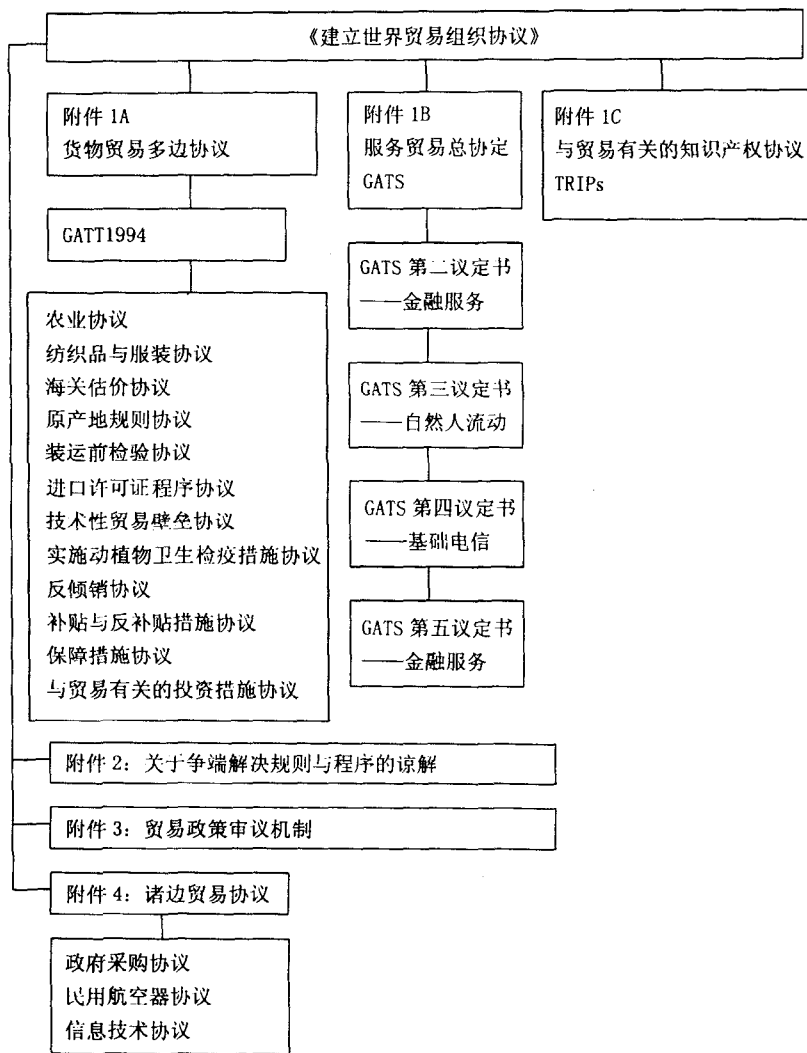 《建立世界贸易组织协议》
附件 1A
货物贸易多边协议
GATT1994
农业协议
纺织品与服装协议
海关估价协议
原产地规则协议
装运前检验协议
进口许可证程序协议
技术性贸易壁垒协议
实施动植物卫生检疫措施协议
反倾销协议
补贴与反补贴措施协议
保障措施协议
与贸易有关的投资措施协议
附件 1B
服务贸易总协定
GATS
GATS 第二议定书
——金融服务
GATS 第三议定书
——自然人流动
GATS 第四议定书
——基础电信
GATS 第五议定书
——金融服务
附件 1C
与贸易有关的知识产权协议
TRIPs
附件 2：关于争端解决规则与程序的谅解
附件 3：贸易政策审议机制
附件 4：诸边贸易协议
政府采购协议
民用航空器协议
信息技术协议